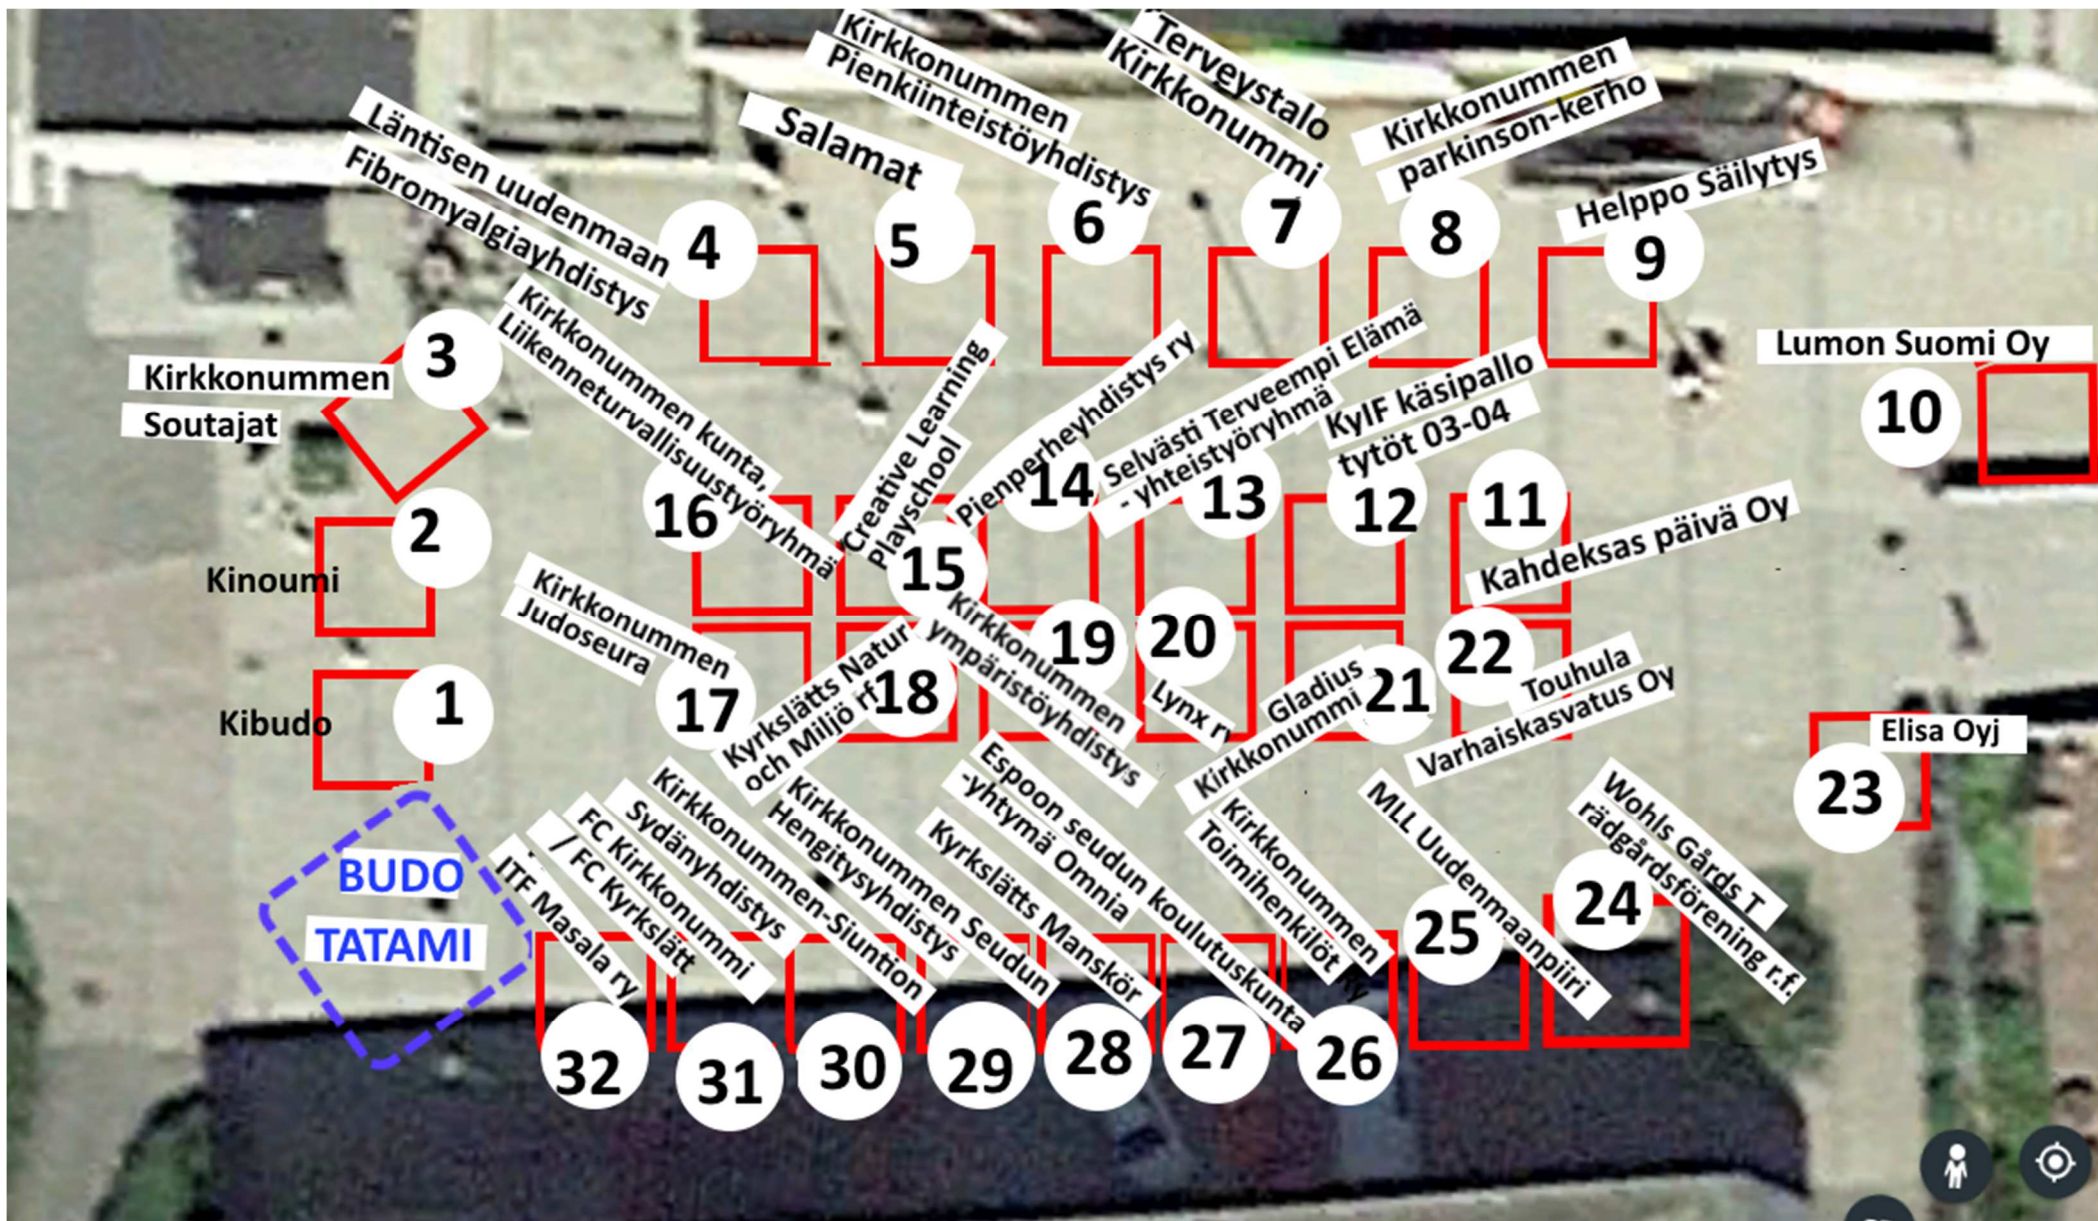 Läntisen uudenmaan
Fibromyalgiayhdistys
4
Salamat
5
Kirkkonummen
Pienkiinteistöyhdistys
6
Terveystalo
Kirkkonummi
7
Kirkkonummen
parkinson-kerho
8
Helppo Säilytys
9
Lumon Suomi Oy
10
Kirkkonummen
Soutajat
3
Kinoumi
2
Kibudo
1
BUDO
TATAMI
Kirkkonummen kunta,
Liikenneturvallisuustyöryhmä
16
Creative Learning
Playschool
15
Pienperheyhdistys ry
14
Selvästi Terveempi Elämä
- yhteistyöryhmä
13
KyIF käsipallo
tytöt 03-04
12
11
Kahdeksas päivä Oy
Kirkkonummen
Judoseura
17
Kyrkslätts Natur
och Miljö rf
18
Kirkkonummen
ympäristöyhdistys
19
20
Lynx ry
Gladius
Kirkkonummi
21
22
Touhula
Varhaiskasvatus Oy
Elisa Oyj
23
Wohls Gårds T
rädgårdsförening r.f.
24
MLL Uudenmaanpiiri
25
Kirkkonummen
Toimihenkilöt ry
26
Espoon seudun koulutuskunta
-yhtymä Omnia
27
Kyrkslätts Manskör
28
Kirkkonummen Seudun
Hengitysyhdistys
29
Kirkkonummen-Siuntion
Sydänyhdistys
30
FC Kirkkonummi
/ FC Kyrkslätt
31
ITF Masala ry
32